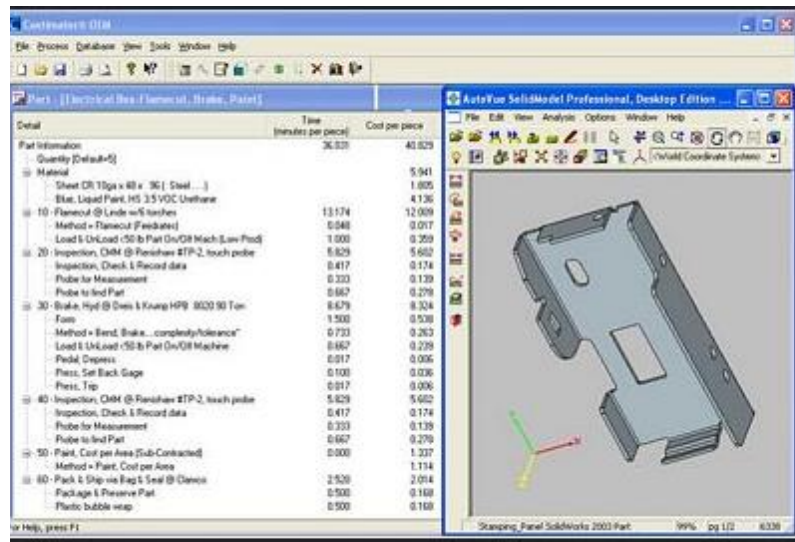 Costimator® OEM
File Process Database View Tools Window Help
Part - [Electrical Box-Flamecut, Brake, Paint]
Detail Time (minutes per piece) Cost per piece
Part Information 36.031 40.829
Quantity [Default=5]
Material 5.941
Sheet CR 10ga x 48 x 96 ( Steel....) 1.805
Blue, Liquid Paint, HS 3.5 VOC Urethane 4.136
10 - Flamecut @ Linde w/6 torches 13.174 12.009
Method = Flamecut (Feedrates) 0.048 0.017
Load & UnLoad <50 lb Part On/Off Mach (Low Prod) 1.000 0.359
20 - Inspection, CMM @ Renishaw #TP-2, touch probe 5.829 5.602
Inspection, Check & Record data 0.417 0.174
Probe for Measurement 0.333 0.139
Probe to find Part 0.667 0.278
30 - Brake, Hyd @ Dreis & Krump HPB 8020 90 Ton 8.679 8.324
Form 1.500 0.538
Method = Bend, Brake... complexity/tolerance" 0.733 0.263
Load & UnLoad <50 lb Part On/Off Machine 0.667 0.239
Pedal, Depress 0.017 0.006
Press, Set Back Gage 0.100 0.036
Press, Trip 0.017 0.006
40 - Inspection, CMM @ Renishaw #TP-2, touch probe 5.829 5.602
Inspection, Check & Record data 0.417 0.174
Probe for Measurement 0.333 0.139
Probe to find Part 0.667 0.278
50 - Paint, Cost per Area (Sub-Contracted) 0.000 1.337
Method = Paint, Cost per Area 1.114
60 - Pack & Ship via Bag & Seal @ Clamco 2.520 2.014
Package & Preserve Part 0.500 0.168
Plastic bubble wrap 0.500 0.168
or Help, press F1
AutoVue SolidModel Professional, Desktop Edition ...
File Edit View Analysis Options Window Help
<World Coordinate System>
Stamping_Panel SolidWorks 2003 Part 99% pg 1/2 6338